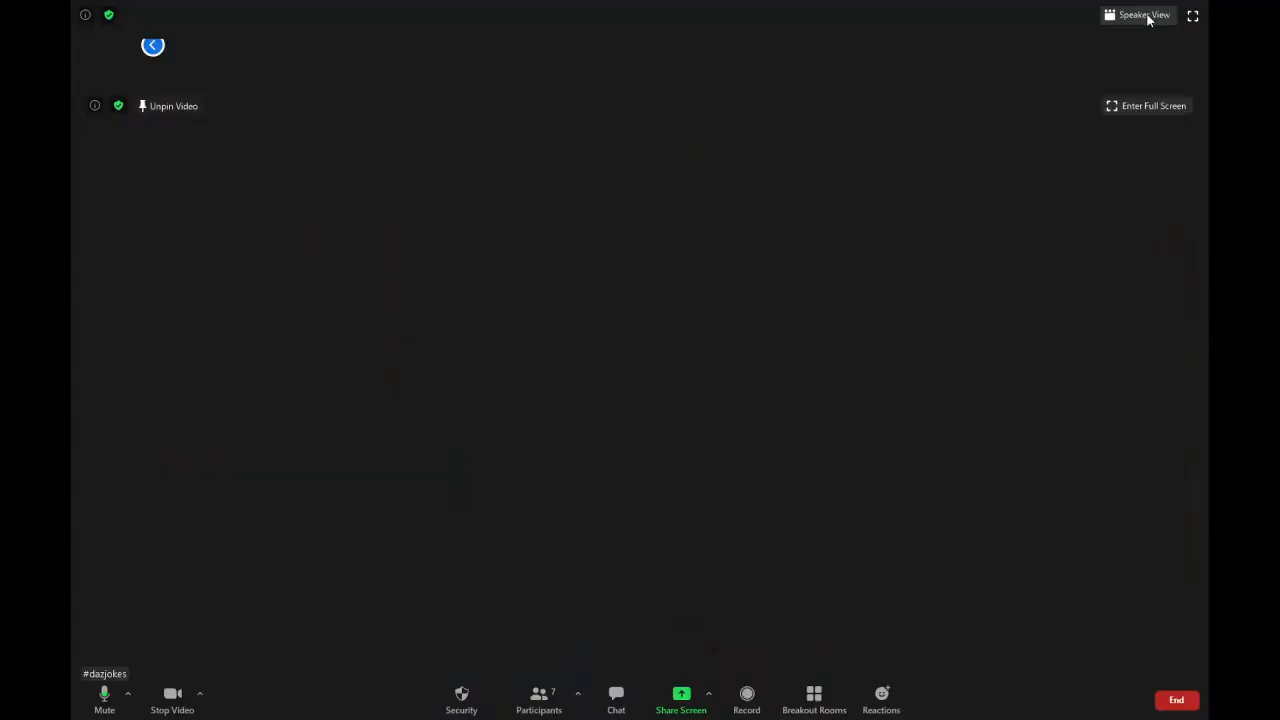 Speaker View
Unpin Video
Enter Full Screen
#dazjokes
Mute
Stop Video
Security
Participants
7
Chat
Share Screen
Record
Breakout Rooms
Reactions
End